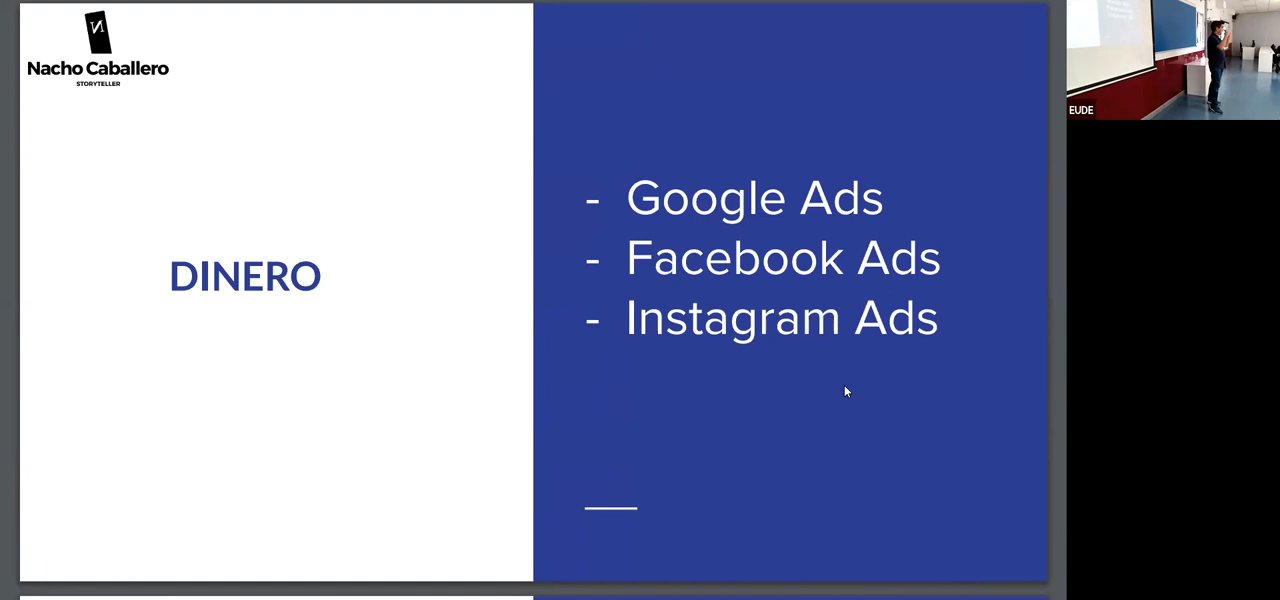 Nacho Caballero
STORYTELLER
DINERO
- Google Ads
- Facebook Ads
- Instagram Ads
EUDE